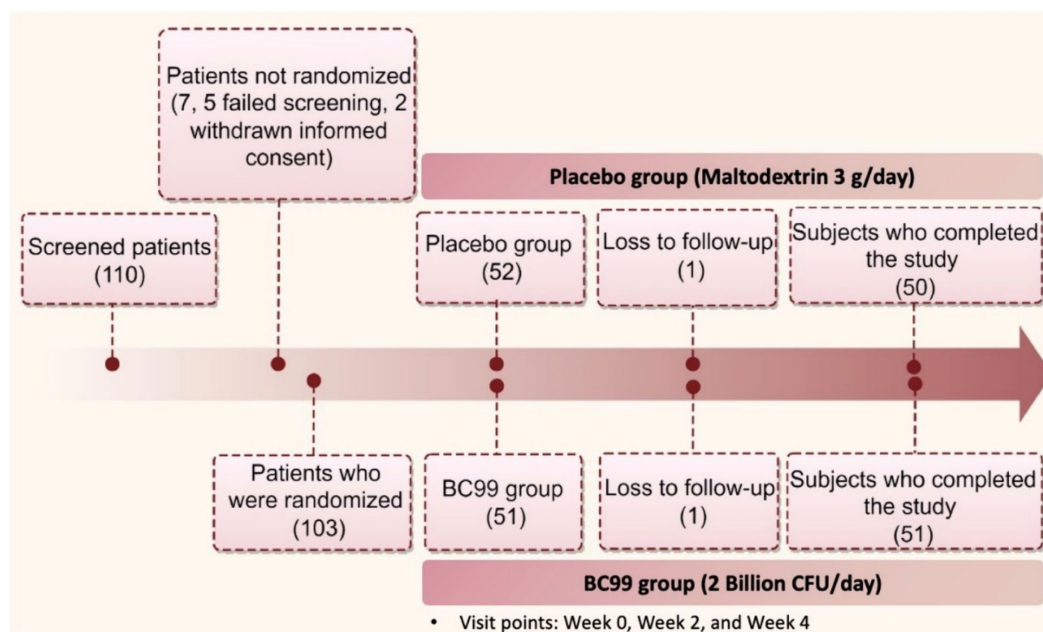 Patients not randomized
(7, 5 failed screening, 2
withdrawn informed
consent)
Placebo group (Maltodextrin 3 g/day)
Screened patients
(110)
Placebo group
(52)
Loss to follow-up
(1)
Subjects who completed
the study
(50)
Patients who
were randomized
(103)
BC99 group
(51)
Loss to follow-up
(1)
Subjects who completed
the study
(51)
BC99 group (2 Billion CFU/day)
• Visit points: Week 0, Week 2, and Week 4